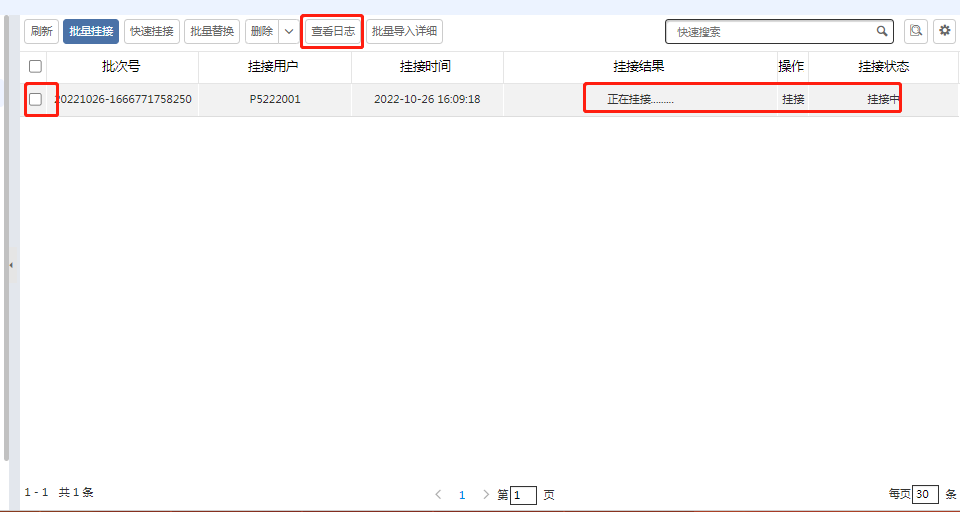 刷新 批量挂接 快速挂接 批量替换 删除 查看日志 批量导入详细 快速搜索
批次号 挂接用户 挂接时间 挂接结果 操作 挂接状态
20221026-1666771758250 P5222001 2022-10-26 16:09:18 正在挂接......... 挂接 挂接中
1 - 1 共 1 条 1 第 1 页 每页 30 条